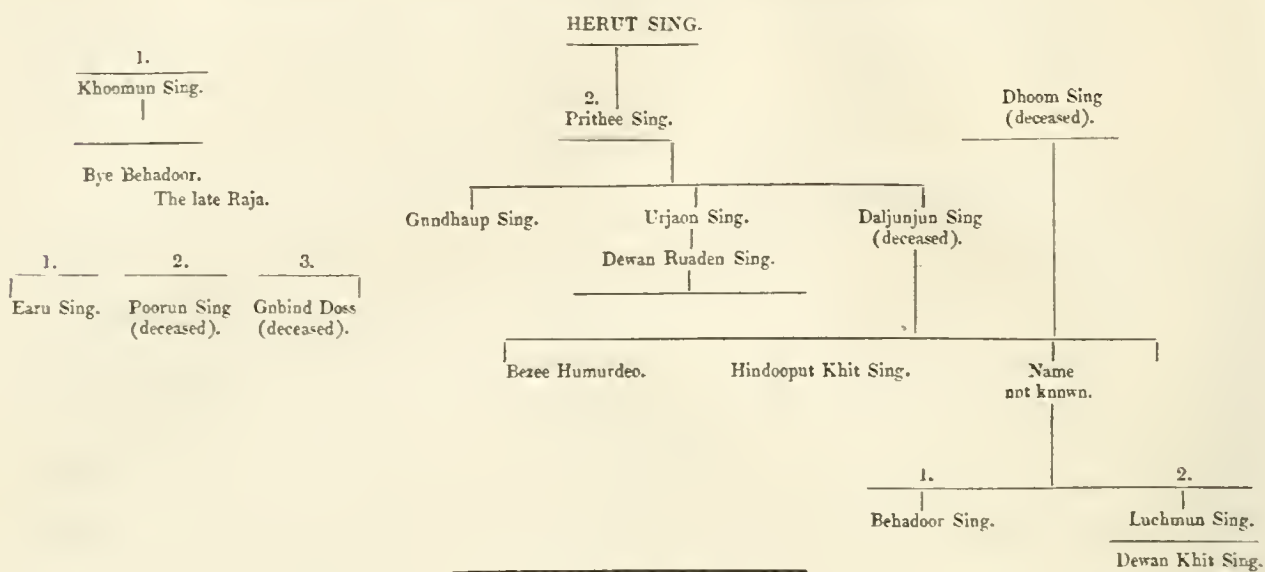 HERUT SING.
1.
Khoomun Sing.
2.
Prithee Sing.
Dhoom Sing
(deceased).
Bye Behadoor.
The late Raja.
Gnndhaup Sing.
Urjaon Sing.
Daljunjun Sing
(deceased).
Dewan Ruaden Sing.
1.
2.
3.
Earu Sing.
Poorun Sing
(deceased).
Gnbind Doss
(deceased).
Bezee Humurdeo.
Hindooput Khit Sing.
Name
not known.
1.
2.
Behadoor Sing.
Luchmun Sing.
Dewan Khit Sing.